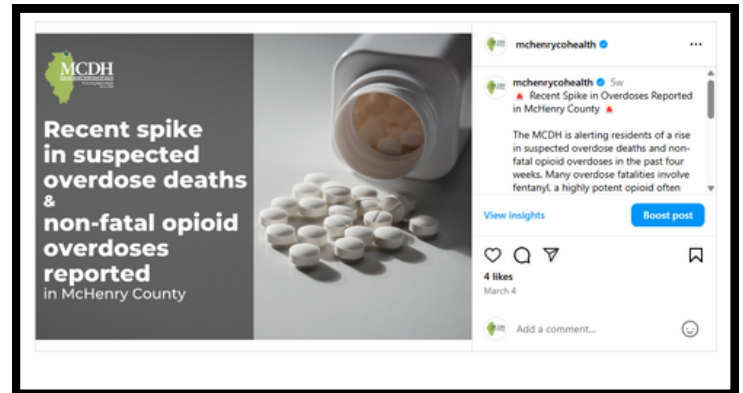 MCDH
Recent spike
in suspected
overdose deaths
&
non-fatal opioid
overdoses
reported
in McHenry County
mchenrycohealth
mchenrycohealth 5w
🚨 Recent Spike in Overdoses Reported
in McHenry County 🚨
The MCDH is alerting residents of a rise
in suspected overdose deaths and non-
fatal opioid overdoses in the past four
weeks. Many overdose fatalities involve
fentanyl, a highly potent opioid often
View insights
Boost post
4 likes
March 4
Add a comment...